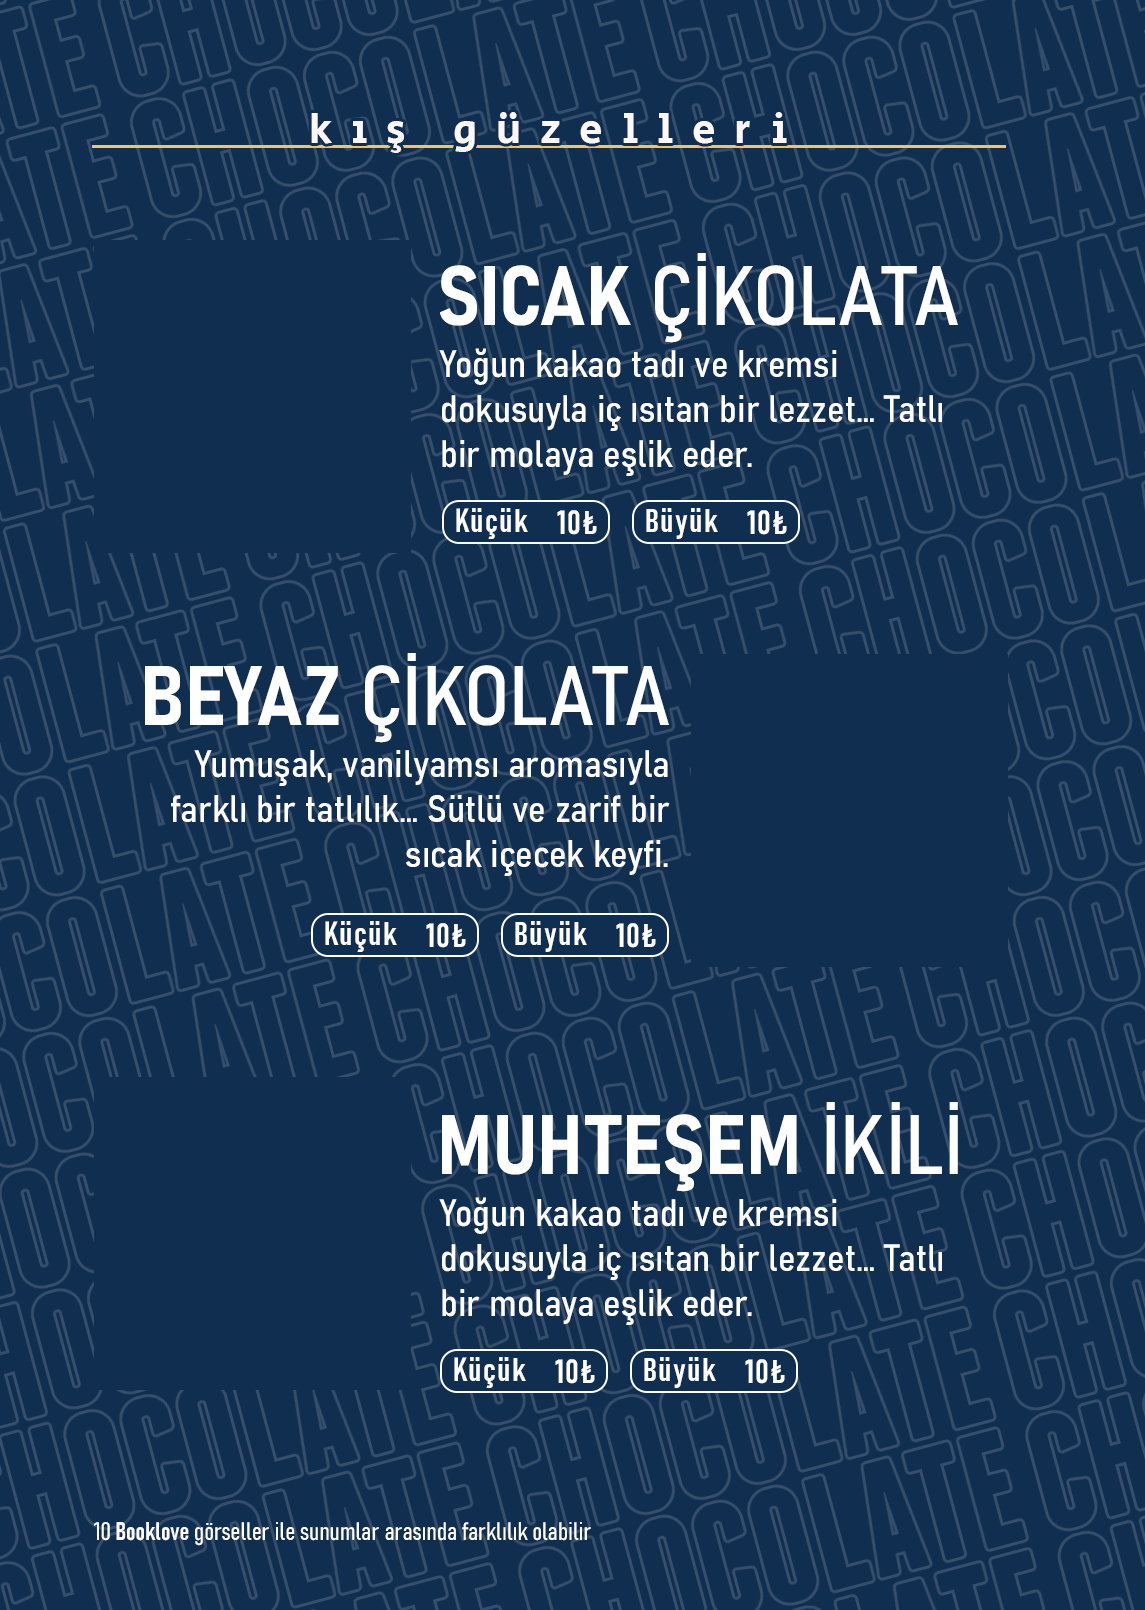 kış güzelleri
SICAK ÇİKOLATA
Yoğun kakao tadı ve kremsi
dokusuyla iç ısıtan bir lezzet... Tatlı
bir molaya eşlik eder.
Küçük 10₺ Büyük 10₺
BEYAZ ÇİKOLATA
Yumuşak, vanilyamsı aromasıyla
farklı bir tatlılık... Sütlü ve zarif bir
sıcak içecek keyfi.
Küçük 10₺ Büyük 10₺
MUHTEŞEM İKİLİ
Yoğun kakao tadı ve kremsi
dokusuyla iç ısıtan bir lezzet... Tatlı
bir molaya eşlik eder.
Küçük 10₺ Büyük 10₺
10 Booklove görseller ile sunumlar arasında farklılık olabilir